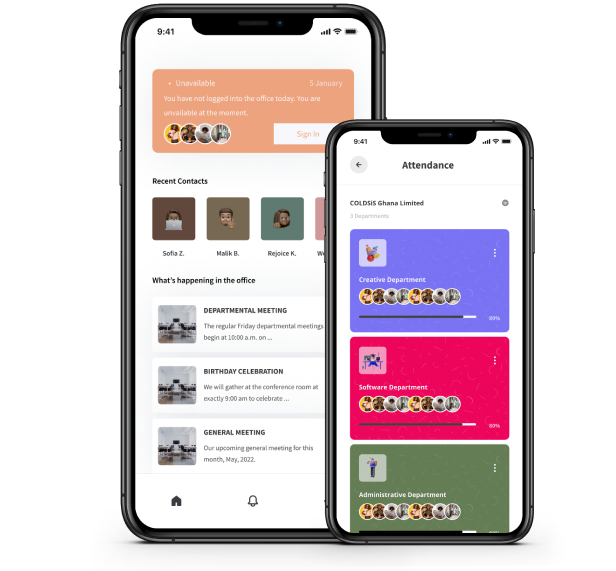 9:41
• Unavailable
5 January
You have not logged into the office today. You are
unvailable at the moment.
Sign In
Recent Contacts
Sofia Z.
Malik B.
Rejoice K.
What's happening in the office
DEPARTMENTAL MEETING
The regular Friday departmental meetings
begin at 10:00 a.m. on ...
BIRTHDAY CELEBRATION
We will gather at the conference room at
exactly 9:00 am to celebrate ...
GENERAL MEETING
Our upcoming general meeting for this
month, May, 2022.
9:41
Attendance
COLDSiS Ghana Limited
3 Departments
Creative Department
89%
Software Department
80%
Administrative Department